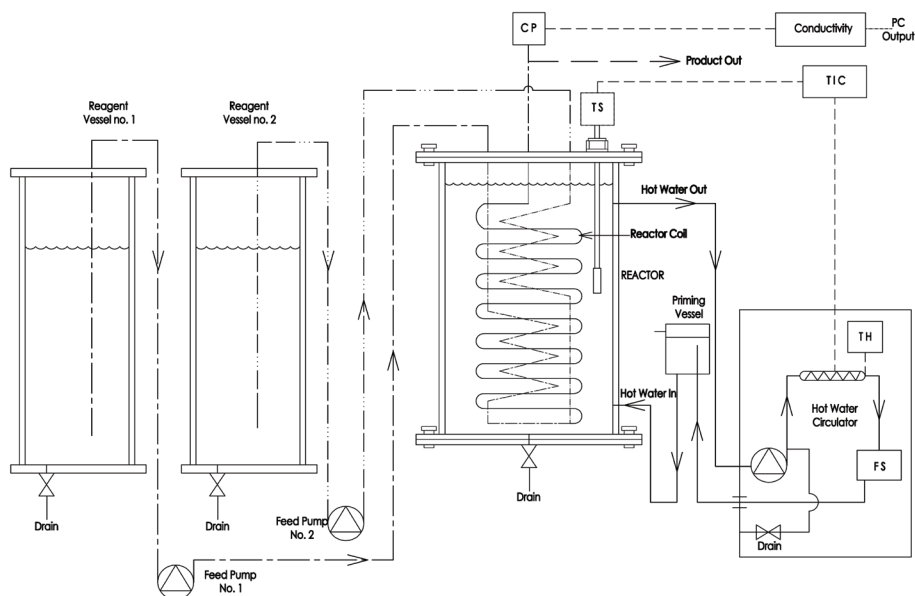 CP
Conductivity
PC
Output
Product Out
TIC
TS
Reagent
Vessel no. 1
Reagent
Vessel no. 2
Hot Water Out
Reactor Coil
REACTOR
Priming
Vessel
TH
Hot Water In
Hot Water
Circulator
FS
Drain
Drain
Drain
Drain
Feed Pump
No. 2
Feed Pump
No. 1